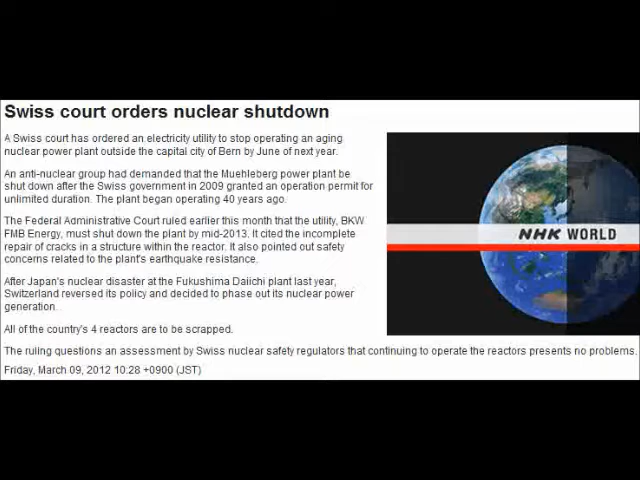 Swiss court orders nuclear shutdown
A Swiss court has ordered an electricity utility to stop operating an aging
nuclear power plant outside the capital city of Bern by June of next year.
An anti-nuclear group had demanded that the Muehleberg power plant be
shut down after the Swiss government in 2009 granted an operation permit for
unlimited duration. The plant began operating 40 years ago.
The Federal Administrative Court ruled earlier this month that the utility, BKW
FMB Energy, must shut down the plant by mid-2013. It cited the incomplete
repair of cracks in a structure within the reactor. It also pointed out safety
concerns related to the plant's earthquake resistance.
After Japan's nuclear disaster at the Fukushima Daiichi plant last year,
Switzerland reversed its policy and decided to phase out its nuclear power
generation.
All of the country's 4 reactors are to be scrapped.
The ruling questions an assessment by Swiss nuclear safety regulators that continuing to operate the reactors presents no problems.
Friday, March 09, 2012 10:28 +0900 (JST)
NHK WORLD